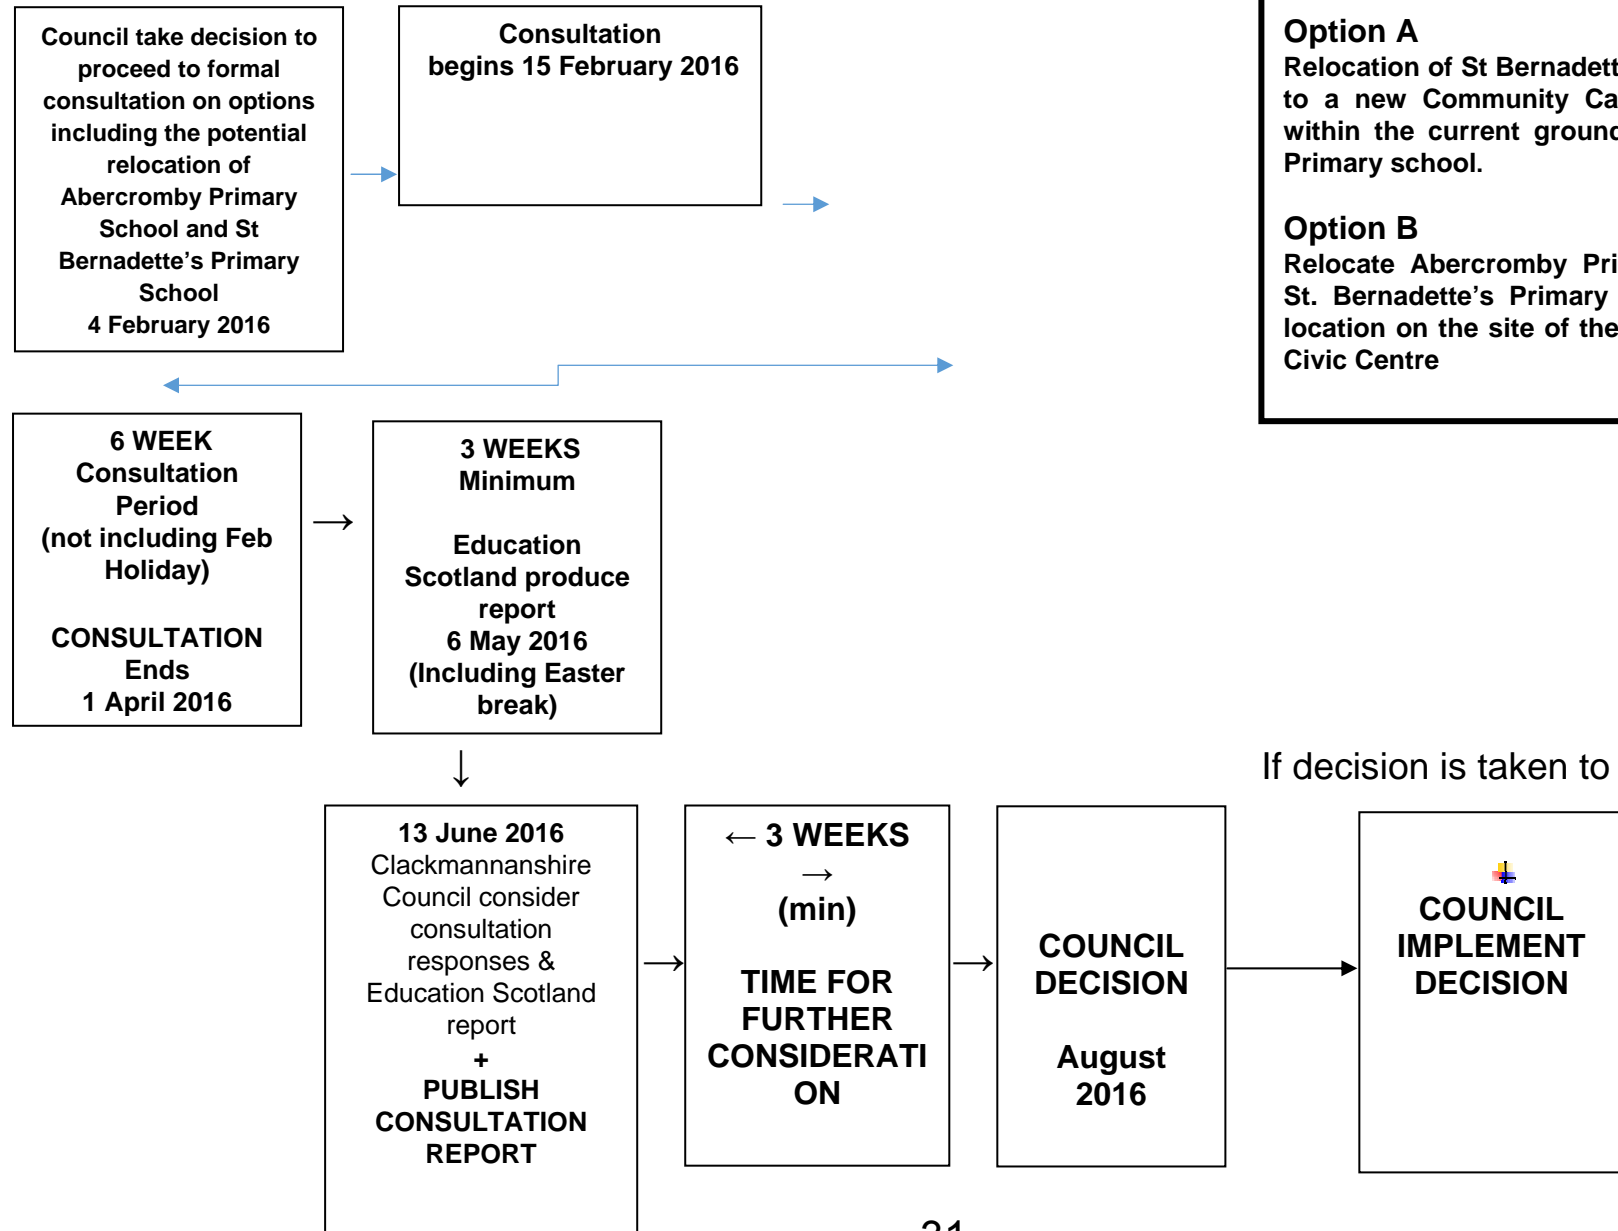 Council take decision to
proceed to formal
consultation on options
including the potential
relocation of
Abercromby Primary
School and St
Bernadette’s Primary
School
4 February 2016
Consultation
begins 15 February 2016
Option A
Relocation of St
to a new Community
within the current
Primary school.
Option B
Relocate Abercromby
St. Bernadette’s Primary
location on the site of the
Civic Centre
6 WEEK
Consultation
Period
(not including Feb
Holiday)
CONSULTATION
Ends
1 April 2016
→
3 WEEKS
Minimum
Education
Scotland produce
report
6 May 2016
(Including Easter
break)
↓
If decision is taken to
13 June 2016
Clackmannanshire
Council consider
consultation
responses &
Education Scotland
report
+
PUBLISH
CONSULTATION
REPORT
→
← 3 WEEKS
→
(min)
TIME FOR
FURTHER
CONSIDERATI
ON
→
COUNCIL
DECISION
August
2016
COUNCIL
IMPLEMENT
DECISION